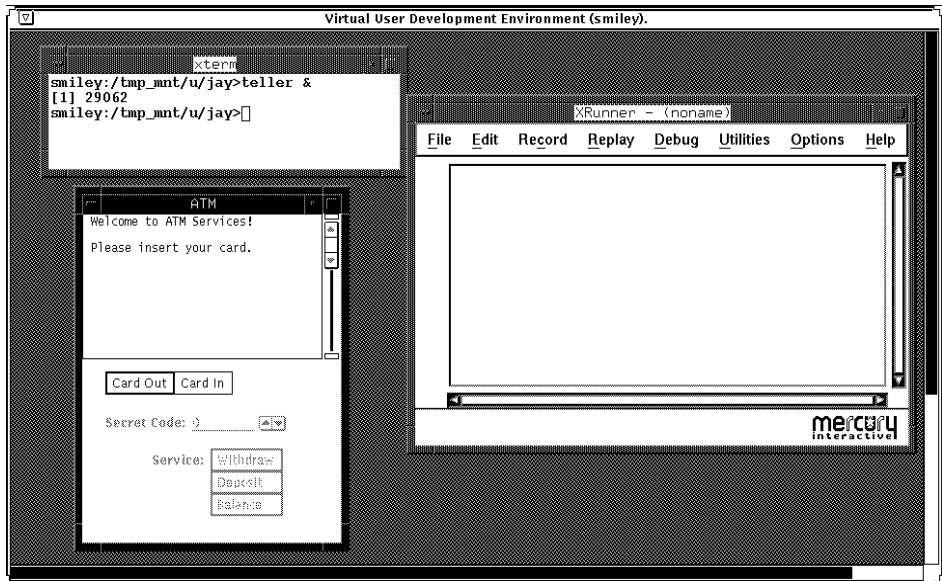 Virtual User Development Environment (smiley).
xterm
smiley:/tmp_mnt/u/jay>teller &
[1] 29062
smiley:/tmp_mnt/u/jay>
XRunner - (noname)
File Edit Record Replay Debug Utilities Options Help
ATM
Welcome to ATM Services!
Please insert your card.
Card Out Card In
Secret Code: 0
Service: Withdraw
Deposit
Balance
mercury
interactive